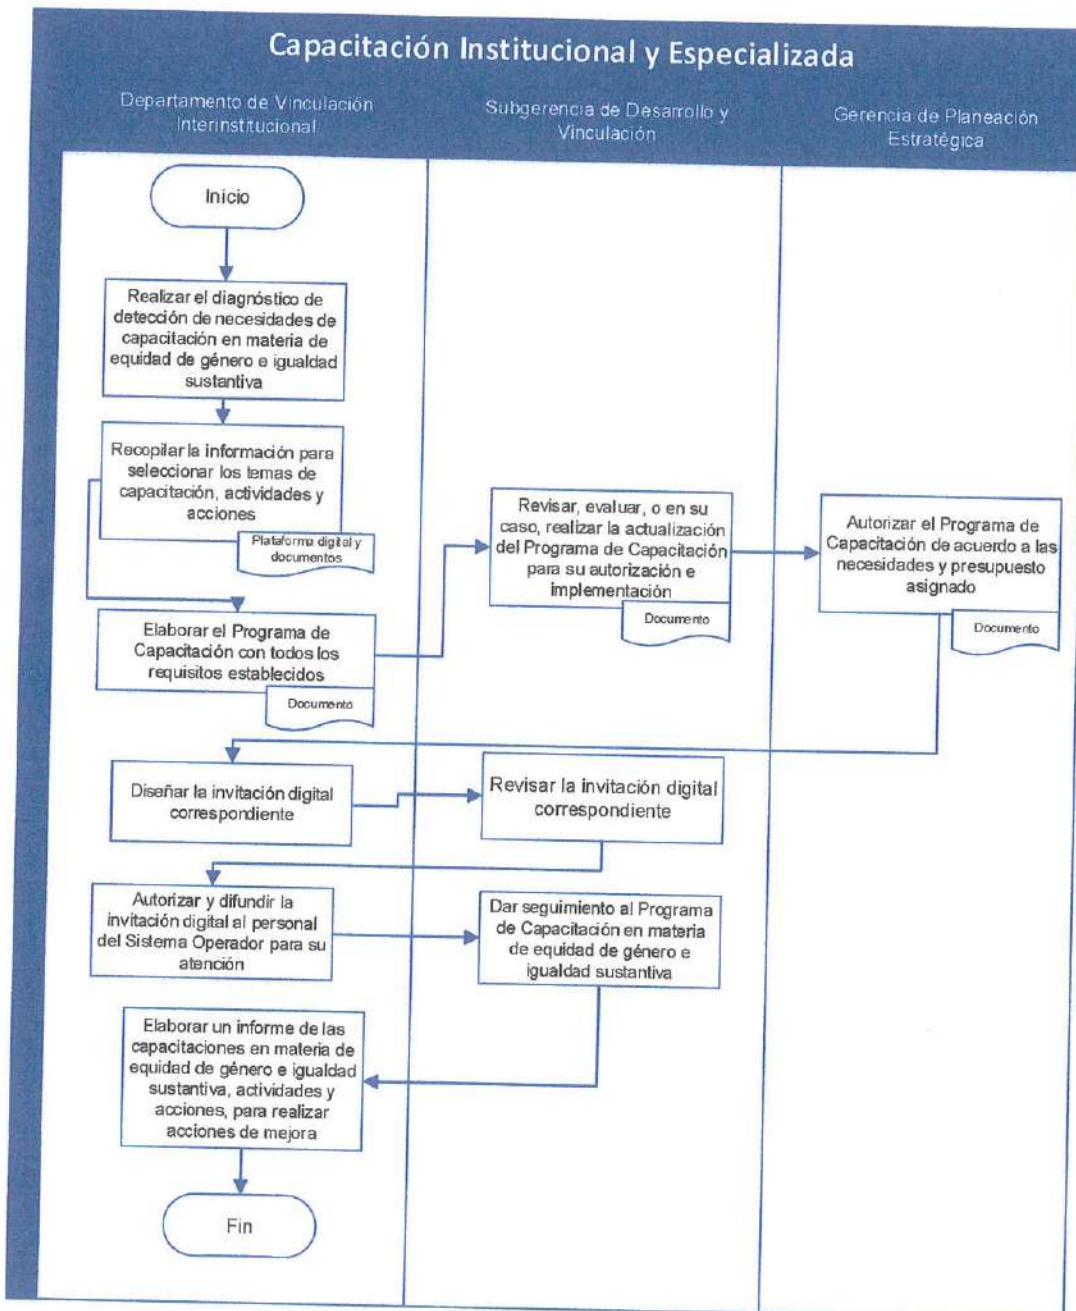 Capacitación Institucional y Especializada
Departamento de Vinculación
Interinstitucional
Subgerencia de Desarrollo y
Vinculación
Gerencia de Planeación
Estratégica
Inicio
Realizar el diagnóstico de
detección de necesidades de
capacitación en materia de
equidad de género e igualdad
sustantiva
Recopilar la información para
seleccionar los temas de
capacitación, actividades y
acciones
Plataforma digital y
documentos
Elaborar el Programa de
Capacitación con todos los
requisitos establecidos
Documento
Revisar, evaluar, o en su
caso, realizar la actualización
del Programa de Capacitación
para su autorización e
implementación
Documento
Autorizar el Programa de
Capacitación de acuerdo a las
necesidades y presupuesto
asignado
Documento
Diseñar la invitación digital
correspondiente
Revisar la invitación digital
correspondiente
Autorizar y difundir la
invitación digital al personal
del Sistema Operador para su
atención
Dar seguimiento al Programa
de Capacitación en materia
de equidad de género e
igualdad sustantiva
Elaborar un informe de las
capacitaciones en materia de
equidad de género e igualdad
sustantiva, actividades y
acciones, para realizar
acciones de mejora
Fin